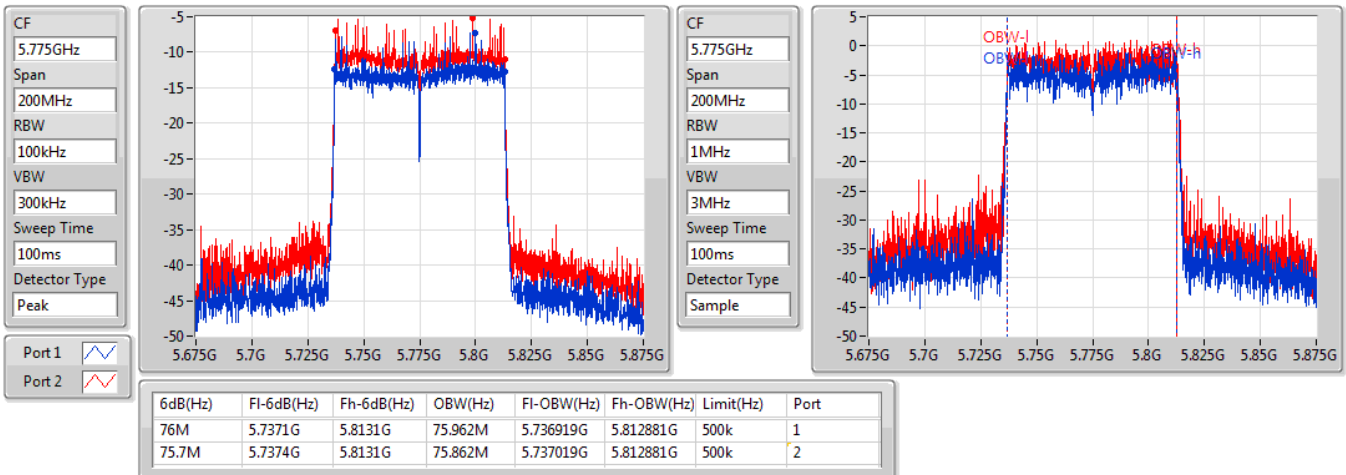 CF
5.775GHz
Span
200MHz
RBW
100kHz
VBW
300kHz
Sweep Time
100ms
Detector Type
Peak
-5
-10
-15
-20
-25
-30
-35
-40
-45
-50
5.675G 5.7G 5.725G 5.75G 5.775G 5.8G 5.825G 5.85G 5.875G
CF
5.775GHz
Span
200MHz
RBW
1MHz
VBW
3MHz
Sweep Time
100ms
Detector Type
Sample
5
0
-5
-10
-15
-20
-25
-30
-35
-40
-45
-50
OBW-l
OBW-h
5.675G 5.7G 5.725G 5.75G 5.775G 5.8G 5.825G 5.85G 5.875G
Port 1
Port 2
6dB(Hz) Fl-6dB(Hz) Fh-6dB(Hz) OBW(Hz) Fl-OBW(Hz) Fh-OBW(Hz) Limit(Hz) Port
76M 5.7371G 5.8131G 75.962M 5.736919G 5.812881G 500k 1
75.7M 5.7374G 5.8131G 75.862M 5.737019G 5.812881G 500k 2